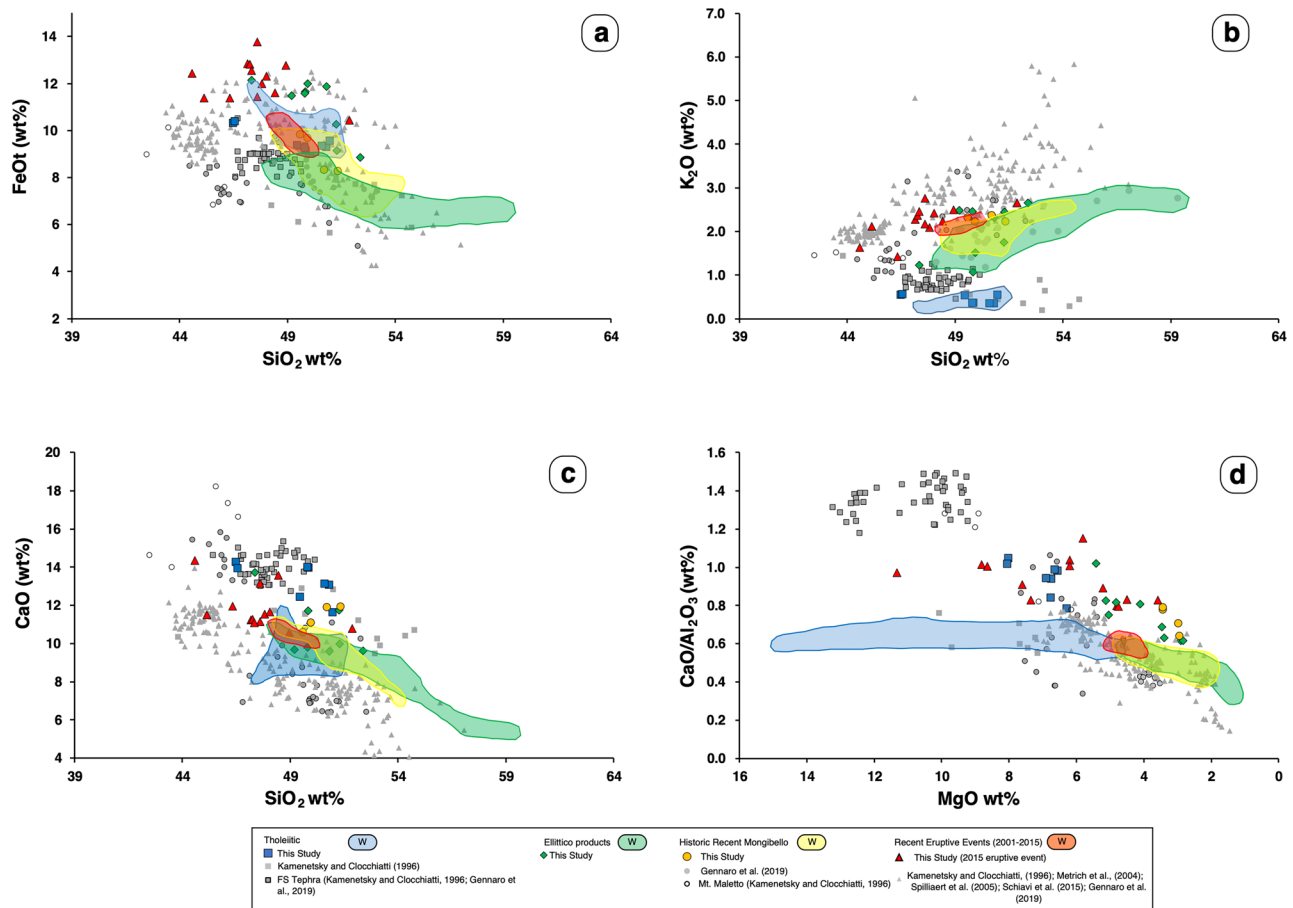 a
FeOt (wt%)
14
12
10
8
6
4
2
39
44
49
54
59
64
SiO2 wt%
b
K2O (wt%)
7.0
6.0
5.0
4.0
3.0
2.0
1.0
0.0
39
44
49
54
59
64
SiO2 wt%
c
CaO (wt%)
20
18
16
14
12
10
8
6
4
39
44
49
54
59
64
SiO2 wt%
d
CaO/Al2O3 (wt%)
1.6
1.4
1.2
1.0
0.8
0.6
0.4
0.2
0.0
16
14
12
10
8
6
4
2
0
MgO wt%
Tholeiitic
W
This Study
Kamenetsky and Clocchiatti (1996)
FS Tephra (Kamenetsky and Clocchiatti, 1996; Gennaro et
al., 2019)
Ellittico products
W
This Study
Historic Recent Mongibello
W
This Study
Gennaro et al. (2019)
Mt. Maletto (Kamenetsky and Clocchiatti, 1996)
Recent Eruptive Events (2001-2015)
W
This Study (2015 eruptive event)
Kamenetsky and Clocchiatti, (1996); Metrich et al., (2004);
Spilliaert et al. (2005); Schiavi et al. (2015); Gennaro et al.
(2019)